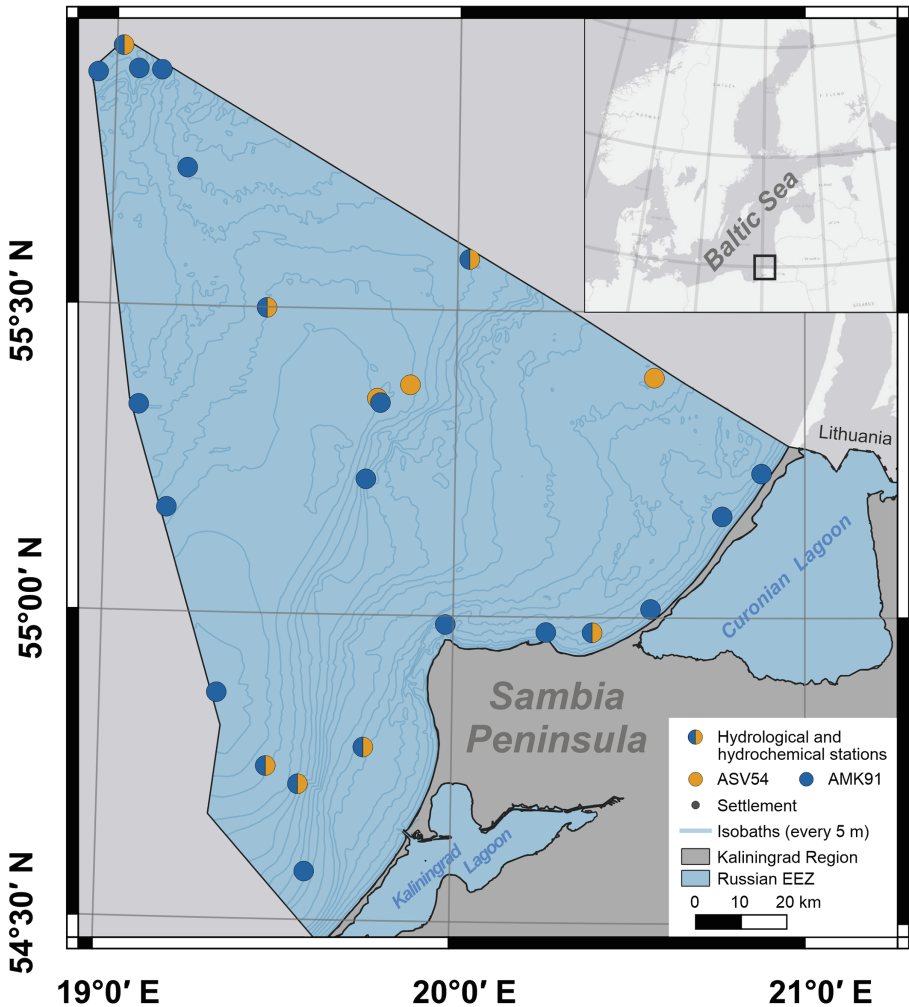 Baltic Sea
55°30′ N
55°00′ N
54°30′ N
Lithuania
Curonian Lagoon
Sambia
Peninsula
Kaliningrad
Lagoon
Hydrological and
hydrochemical stations
ASV54 AMK91
Settlement
Isobaths (every 5 m)
Kaliningrad Region
Russian EEZ
0 10 20 km
19°0′ E 20°0′ E 21°0′ E